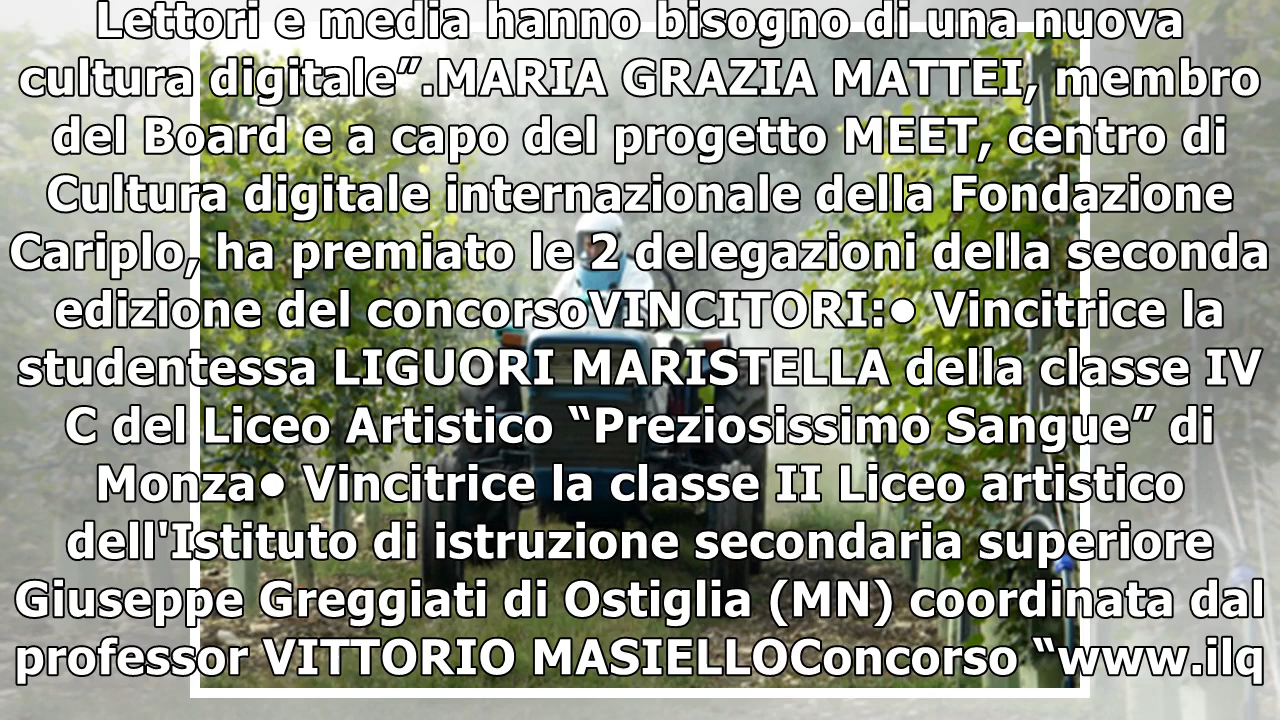 Lettori e media hanno bisogno di una nuova
cultura digitale”.MARIA GRAZIA MATTEI, membro
del Board e a capo del progetto MEET, centro di
Cultura digitale internazionale della Fondazione
Cariplo, ha premiato le 2 delegazioni della seconda
edizione del concorsoVINCITORI:● Vincitrice la
studentessa LIGUORI MARISTELLA della classe IV
C del Liceo Artistico “Preziosissimo Sangue” di
Monza● Vincitrice la classe II Liceo artistico
dell'Istituto di istruzione secondaria superiore
Giuseppe Greggiati di Ostiglia (MN) coordinata dal
professor VITTORIO MASIELLOConcorso “www.ilq